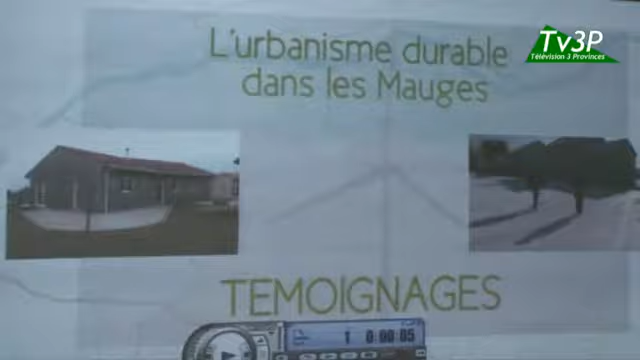 L'urbanisme durable
dans les Mauges
Tv3P
Télévision 3 Provinces
TEMOIGNAGES
1 0:00:05